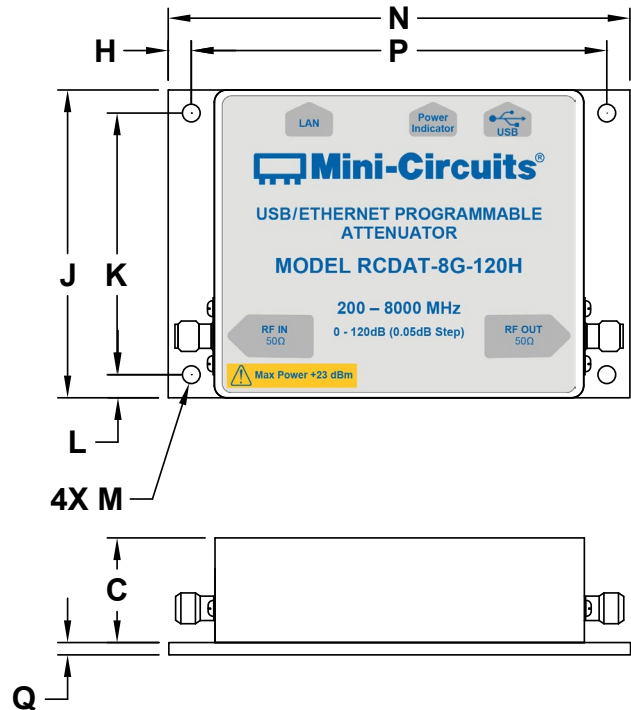 N
H
P
LAN
Power
Indicator
USB
Mini-Circuits®
USB/ETHERNET PROGRAMMABLE
ATTENUATOR
MODEL RCDAT-8G-120H
J
K
200 – 8000 MHz
RF IN
50Ω
0 - 120dB (0.05dB Step)
RF OUT
50Ω
Max Power +23 dBm
L
4X M
C
Q